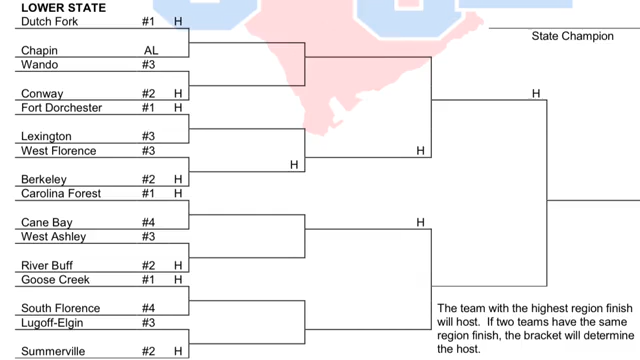 LOWER STATE
Dutch Fork #1 H
State Champion
Chapin AL
Wando #3
Conway #2 H H
Fort Dorchester #1 H
Lexington #3
West Florence #3 H
H
Berkeley #2 H
Carolina Forest #1 H
Cane Bay #4 H
West Ashley #3
River Buff #2 H
Goose Creek #1 H
South Florence #4
Lugoff-Elgin #3
Summerville #2 H
The team with the highest region finish
will host. If two teams have the same
region finish, the bracket will determine
the host.